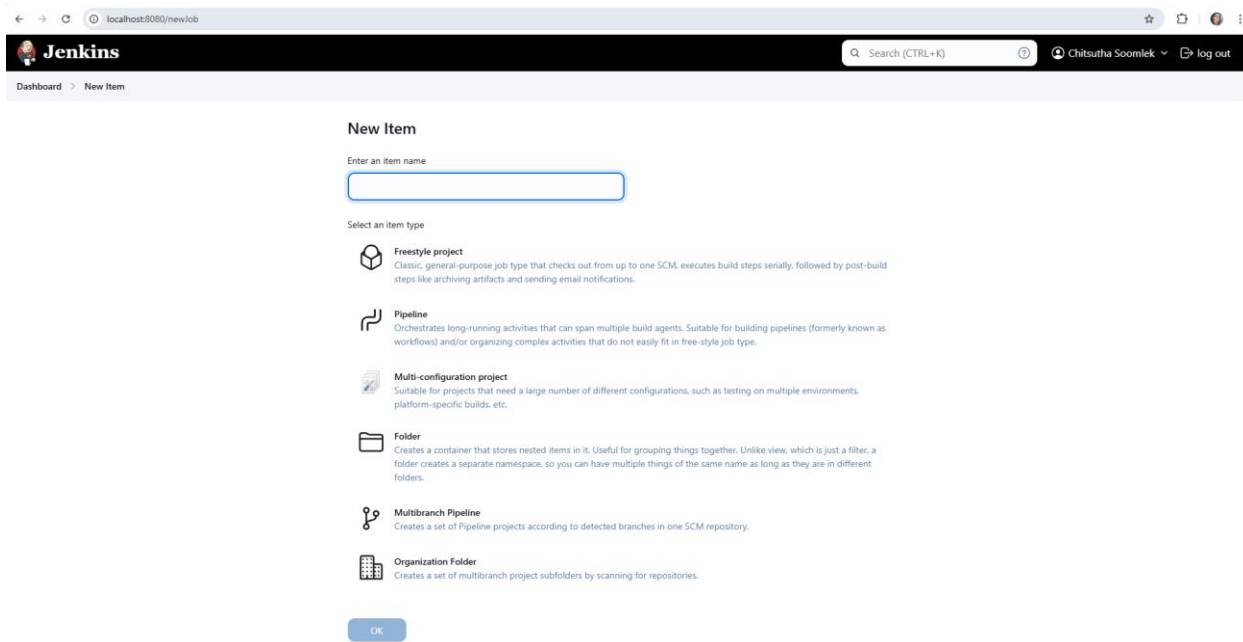 localhost:8080/newJob
Jenkins
Search (CTRL+K)
Chitsutha Soomlek
log out
Dashboard > New Item
New Item
Enter an item name
Select an item type
Freestyle project
Classic, general-purpose job type that checks out from up to one SCM, executes build steps serially, followed by post-build
steps like archiving artifacts and sending email notifications.
Pipeline
Orchestrates long-running activities that can span multiple build agents. Suitable for building pipelines (formerly known as
workflows) and/or organizing complex activities that do not easily fit in free-style job type.
Multi-configuration project
Suitable for projects that need a large number of different configurations, such as testing on multiple environments,
platform-specific builds, etc.
Folder
Creates a container that stores nested items in it. Useful for grouping things together. Unlike view, which is just a filter, a
folder creates a separate namespace, so you can have multiple things of the same name as long as they are in different
folders.
Multibranch Pipeline
Creates a set of Pipeline projects according to detected branches in one SCM repository.
Organization Folder
Creates a set of multibranch project subfolders by scanning for repositories.
OK